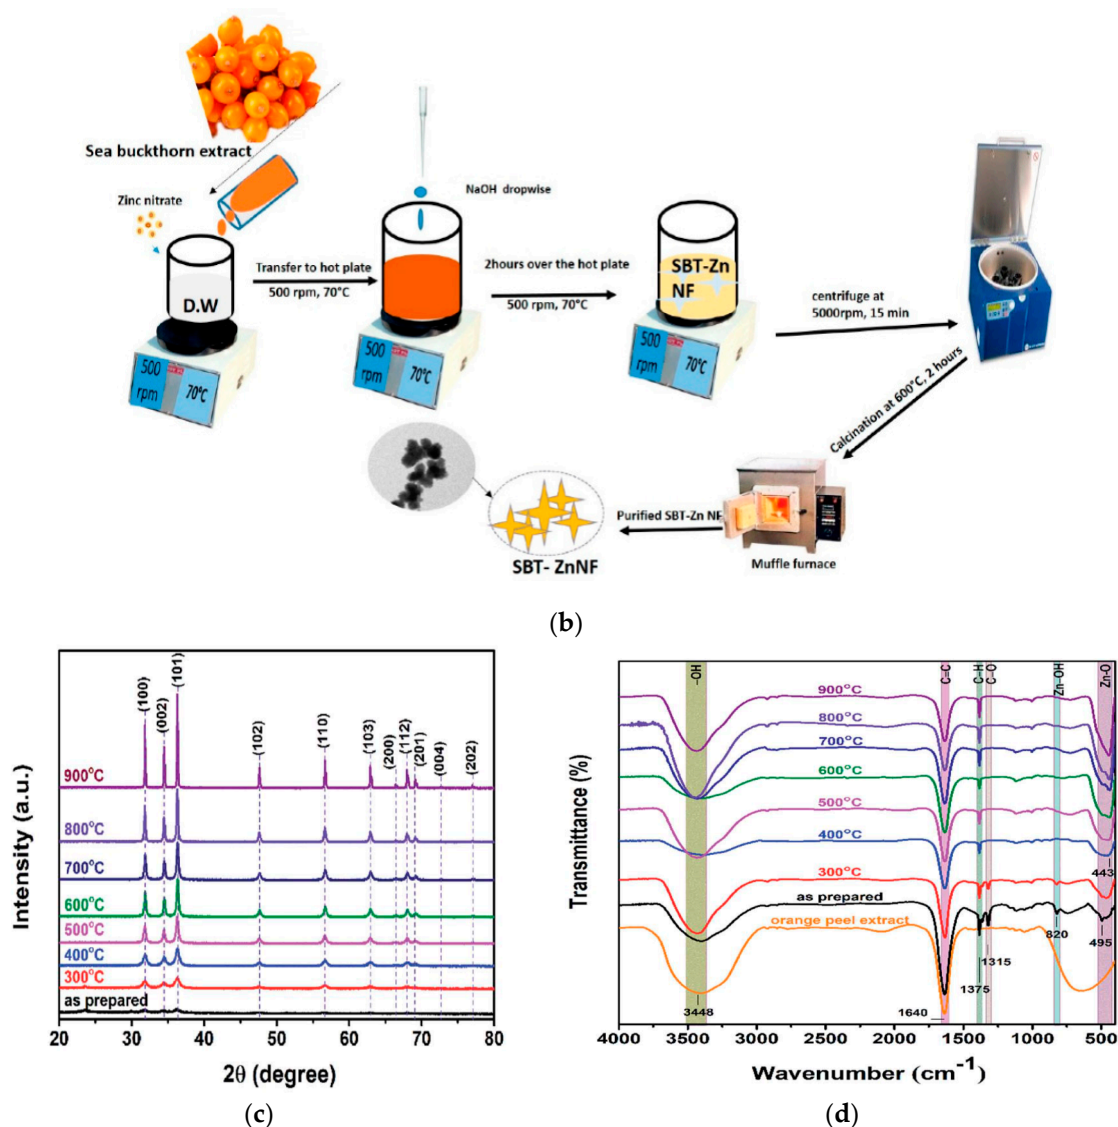 Sea buckthorn extract
Zinc nitrate
D.W
500
rpm
70°C
Transfer to hot plate
500 rpm, 70°C
NaOH dropwise
500
rpm
70°C
2hours over the hot plate
500 rpm, 70°C
SBT-Zn
NF
500
rpm
70°C
centrifuge at
5000rpm, 15 min
Calcination at 600°C, 2 hours
Muffle furnace
Purified SBT-Zn NF
SBT- ZnNF
(b)
Intensity (a.u.)
(100)
(002)
(101)
(102)
(110)
(103)
(200)
(112)
(201)
(004)
(202)
900°C
800°C
700°C
600°C
500°C
400°C
300°C
as prepared
20 30 40 50 60 70 80
2θ (degree)
(c)
Transmittance (%)
-OH
C=C
C-H
C-O
Zn-OH
Zn-O
900°C
800°C
700°C
600°C
500°C
400°C
300°C
as prepared
orange peel extract
3448
1640
1375
1315
820
495
443
4000 3500 3000 2500 2000 1500 1000 500
Wavenumber (cm-1)
(d)